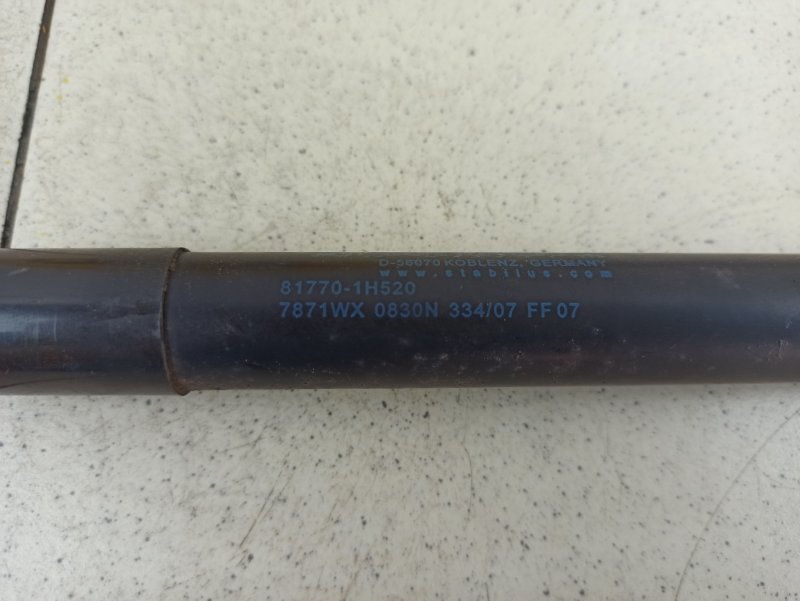 D-56070 KOBLENZ, GERMANY
www.stabilus.com
81770-1H520
7871WX 0830N 334/07 FF07